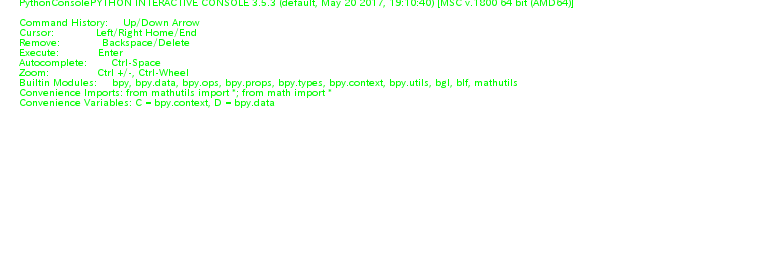 PythonConsolePYTHON INTERACTIVE CONSOLE 3.5.3 (default, May 20 2017, 19:10:40) [MSC v.1800 64 bit (AMD64)]
Command History: Up/Down Arrow
Cursor: Left/Right Home/End
Remove: Backspace/Delete
Execute: Enter
Autocomplete: Ctrl-Space
Zoom: Ctrl +/-, Ctrl-Wheel
Builtin Modules: bpy, bpy.data, bpy.ops, bpy.props, bpy.types, bpy.context, bpy.utils, bgl, blf, mathutils
Convenience Imports: from mathutils import *; from math import *
Convenience Variables: C = bpy.context, D = bpy.data